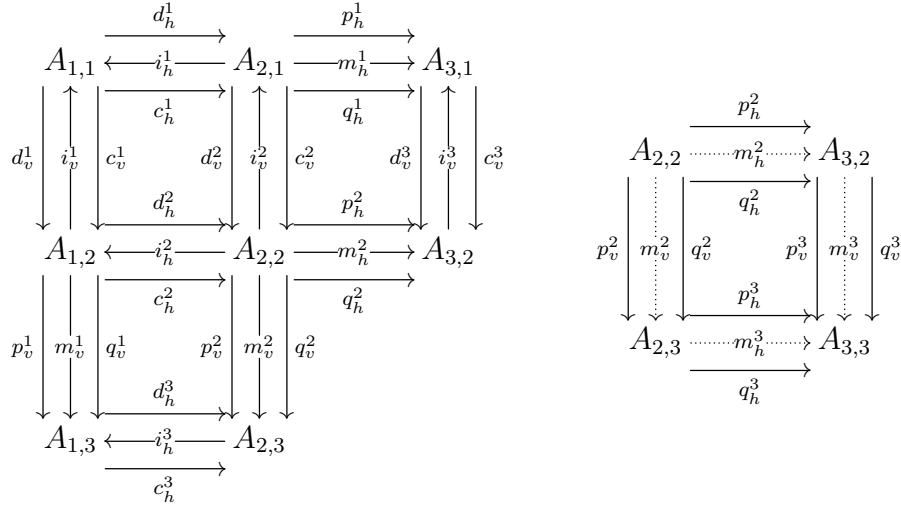 d_h^1 p_h^1
A_{1,1} i_h^1 A_{2,1} m_h^1 A_{3,1}
c_h^1 q_h^1
d_v^1 i_v^1 c_v^1 d_v^2 i_v^2 c_v^2 d_v^3 i_v^3 c_v^3
d_h^2 p_h^2
A_{1,2} i_h^2 A_{2,2} m_h^2 A_{3,2}
c_h^2 q_h^2
p_v^1 m_v^1 q_v^1 p_v^2 m_v^2 q_v^2
d_h^3
A_{1,3} i_h^3 A_{2,3}
c_h^3
p_h^2
A_{2,2} m_h^2 A_{3,2}
q_h^2
p_v^2 m_v^2 q_v^2 p_v^3 m_v^3 q_v^3
p_h^3
A_{2,3} m_h^3 A_{3,3}
q_h^3